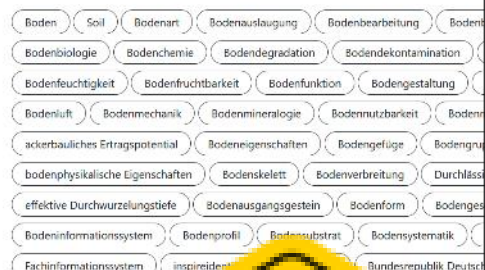 Boden Soil Bodenart Bodenauslaugung Bodenbearbeitung
Bodenbiologie Bodenchemie Bodendegradation Bodendekontamination
Bodenfeuchtigkeit Bodenfruchtbarkeit Bodenfunktion Bodengestaltung
Bodenluft Bodenmechanik Bodenmineralogie Bodennutzbarkeit
ackerbauliches Ertragspotential Bodeneigenschaften Bodengefüge
bodenphysikalische Eigenschaften Bodenskelett Bodenverbreitung
effektive Durchwurzelungstiefe Bodenausgangsgestein Bodenform
Bodeninformationssystem Bodenprofil Bodensubstrat Bodensystematik
Fachinformationssystem Bundesrepublik